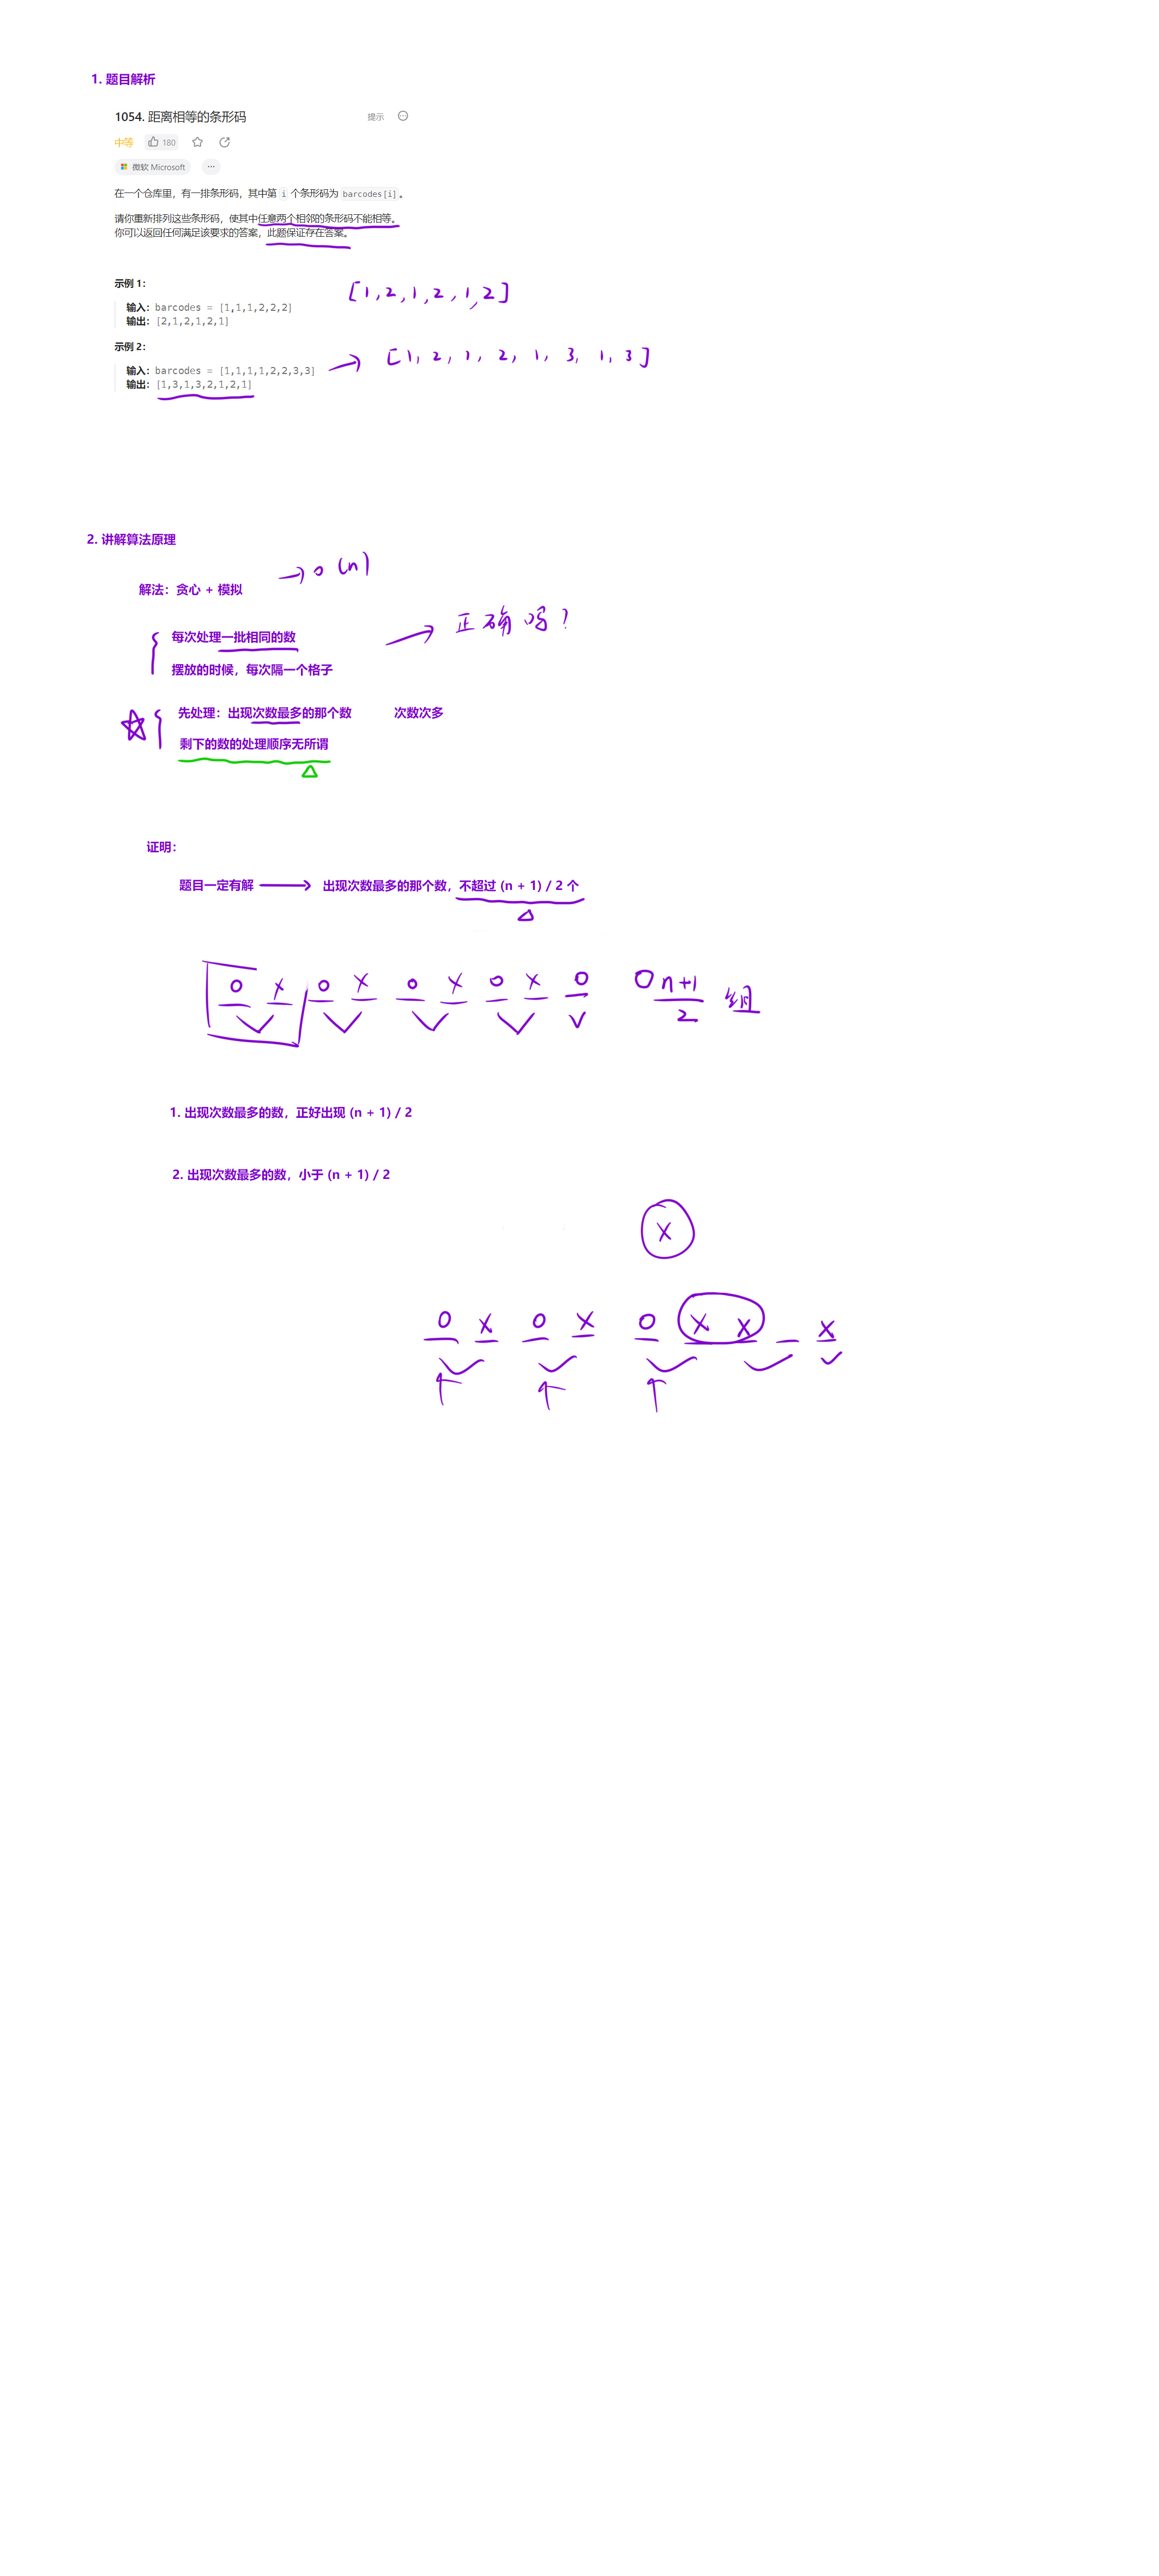 1. 题目解析
1054. 距离相等的条形码 提示
中等 180
微软 Microsoft ...
在一个仓库里，有一排条形码，其中第 i 个条形码为 barcodes[i]。
请你重新排列这些条形码，使其中任意两个相邻的条形码不能相等。
你可以返回任何满足该要求的答案，此题保证存在答案。
示例 1：
[1,2,1,2,1,2]
输入：barcodes = [1,1,1,2,2,2]
输出：[2,1,2,1,2,1]
示例 2：
输入：barcodes = [1,1,1,1,2,2,3,3] → [1,2,1,2,1,3,1,3]
输出：[1,3,1,3,2,1,2,1]
2. 讲解算法原理
解法：贪心 + 模拟 → o(n)
每次处理一批相同的数 → 正确吗?
摆放的时候，每次隔一个格子
先处理：出现次数最多的那个数 次数次多
剩下的数的处理顺序无所谓
证明：
题目一定有解 → 出现次数最多的那个数，不超过 (n + 1) / 2 个
0 x 0 x 0 x 0 x 0 0 n+1/2 组
1. 出现次数最多的数，正好出现 (n + 1) / 2
2. 出现次数最多的数，小于 (n + 1) / 2
x
0 x 0 x 0 x x _ x